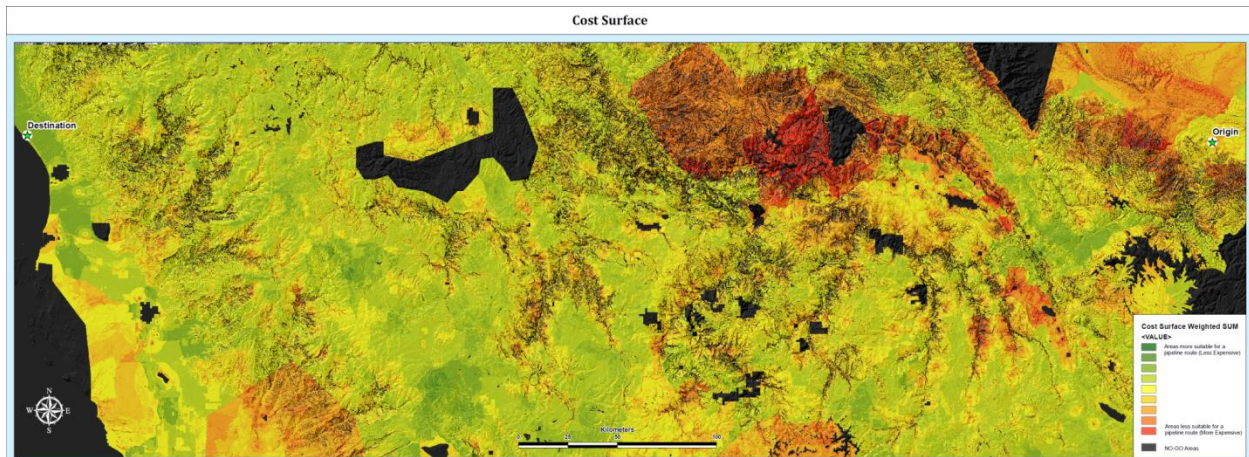 Cost Surface
Destination
Origin
N
W E
S
Kilometers
0 25 50 100
Cost Surface Weighted SUM
<VALUE>
Areas more suitable for a
pipeline route (Less Expensive)
Areas less suitable for a
pipeline route (More Expensive)
NO-GO Areas